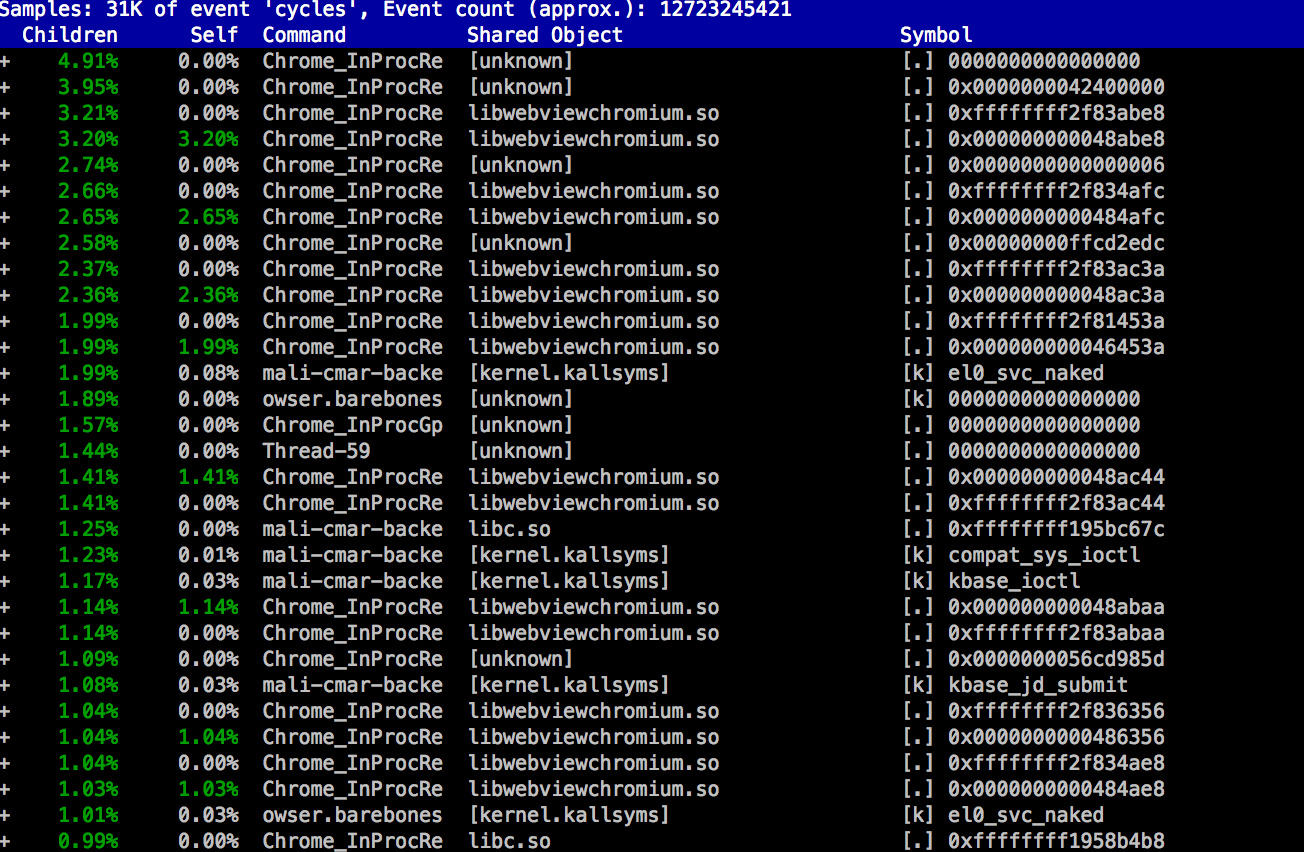 Samples: 31K of event 'cycles', Event count (approx.): 12723245421
Children Self Command Shared Object Symbol
+ 4.91% 0.00% Chrome_InProcRe [unknown] [.] 0000000000000000
+ 3.95% 0.00% Chrome_InProcRe [unknown] [.] 0x0000000042400000
+ 3.21% 0.00% Chrome_InProcRe libwebviewchromium.so [.] 0xffffffff2f83abe8
+ 3.20% 3.20% Chrome_InProcRe libwebviewchromium.so [.] 0x000000000048abe8
+ 2.74% 0.00% Chrome_InProcRe [unknown] [.] 0x0000000000000006
+ 2.66% 0.00% Chrome_InProcRe libwebviewchromium.so [.] 0xffffffff2f834afc
+ 2.65% 2.65% Chrome_InProcRe libwebviewchromium.so [.] 0x0000000000484afc
+ 2.58% 0.00% Chrome_InProcRe [unknown] [.] 0x00000000ffcd2edc
+ 2.37% 0.00% Chrome_InProcRe libwebviewchromium.so [.] 0xffffffff2f83ac3a
+ 2.36% 2.36% Chrome_InProcRe libwebviewchromium.so [.] 0x000000000048ac3a
+ 1.99% 0.00% Chrome_InProcRe libwebviewchromium.so [.] 0xffffffff2f81453a
+ 1.99% 1.99% Chrome_InProcRe libwebviewchromium.so [.] 0x000000000046453a
+ 1.99% 0.08% mali-cmar-backe [kernel.kallsyms] [k] el0_svc_naked
+ 1.89% 0.00% owser.barebones [unknown] [k] 0000000000000000
+ 1.57% 0.00% Chrome_InProcGp [unknown] [.] 0000000000000000
+ 1.44% 0.00% Thread-59 [unknown] [.] 0000000000000000
+ 1.41% 1.41% Chrome_InProcRe libwebviewchromium.so [.] 0x000000000048ac44
+ 1.41% 0.00% Chrome_InProcRe libwebviewchromium.so [.] 0xffffffff2f83ac44
+ 1.25% 0.00% mali-cmar-backe libc.so [.] 0xffffffff195bc67c
+ 1.23% 0.01% mali-cmar-backe [kernel.kallsyms] [k] compat_sys_ioctl
+ 1.17% 0.03% mali-cmar-backe [kernel.kallsyms] [k] kbase_ioctl
+ 1.14% 1.14% Chrome_InProcRe libwebviewchromium.so [.] 0x000000000048abaa
+ 1.14% 0.00% Chrome_InProcRe libwebviewchromium.so [.] 0xffffffff2f83abaa
+ 1.09% 0.00% Chrome_InProcRe [unknown] [.] 0x0000000056cd985d
+ 1.08% 0.03% mali-cmar-backe [kernel.kallsyms] [k] kbase_jd_submit
+ 1.04% 0.00% Chrome_InProcRe libwebviewchromium.so [.] 0xffffffff2f836356
+ 1.04% 1.04% Chrome_InProcRe libwebviewchromium.so [.] 0x0000000000486356
+ 1.04% 0.00% Chrome_InProcRe libwebviewchromium.so [.] 0xffffffff2f834ae8
+ 1.03% 1.03% Chrome_InProcRe libwebviewchromium.so [.] 0x0000000000484ae8
+ 1.01% 0.03% owser.barebones [kernel.kallsyms] [k] el0_svc_naked
+ 0.99% 0.00% Chrome_InProcRe libc.so [.] 0xffffffff1958b4b8